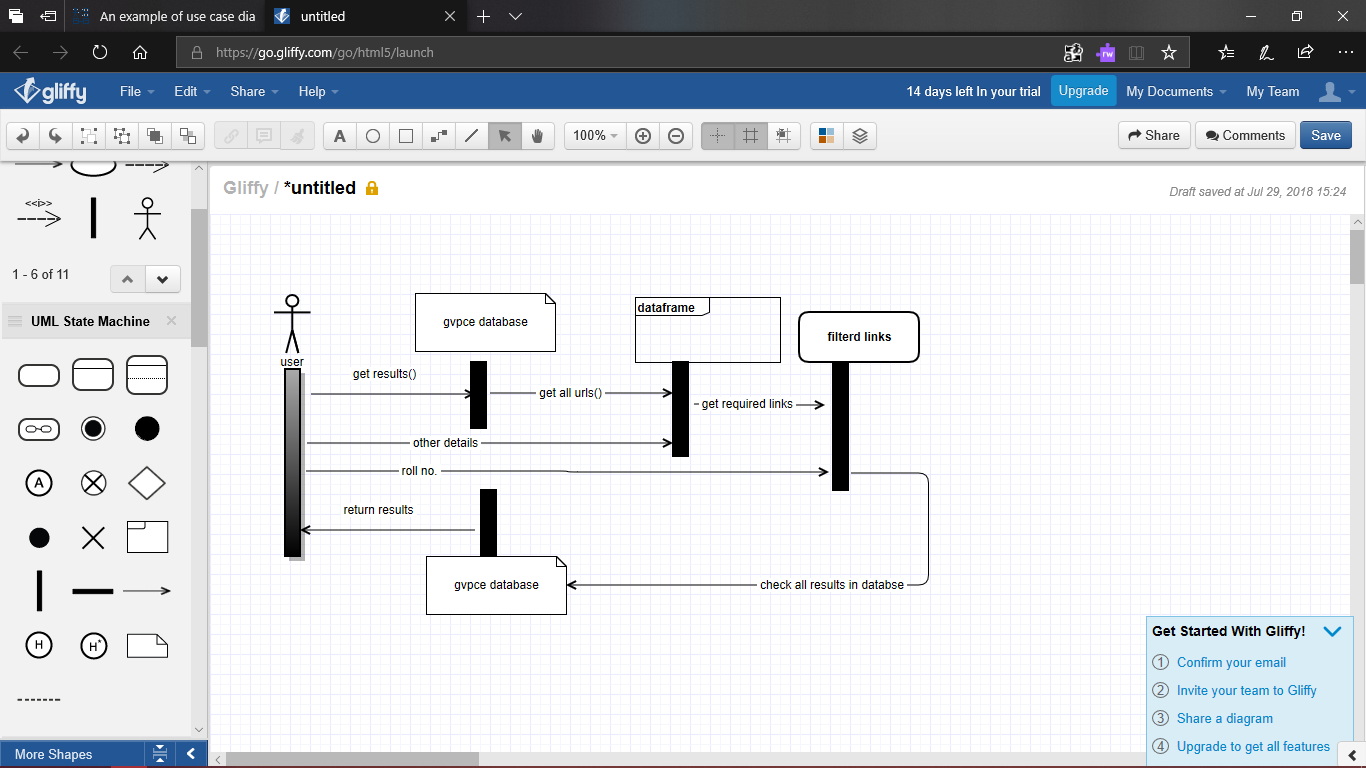 An example of use case dia
untitled
https://go.gliffy.com/go/html5/launch
rw
gliffy
File
Edit
Share
Help
14 days left In your trial
Upgrade
My Documents
My Team
A
100%
Share
Comments
Save
Gliffy / *untitled
Draft saved at Jul 29, 2018 15:24
<<i>>
1 - 6 of 11
UML State Machine
A
H
H*
More Shapes
user
gvpce database
dataframe
filterd links
get results()
get all urls()
get required links
other details
roll no.
return results
gvpce database
check all results in databse
Get Started With Gliffy!
1 Confirm your email
2 Invite your team to Gliffy
3 Share a diagram
4 Upgrade to get all features